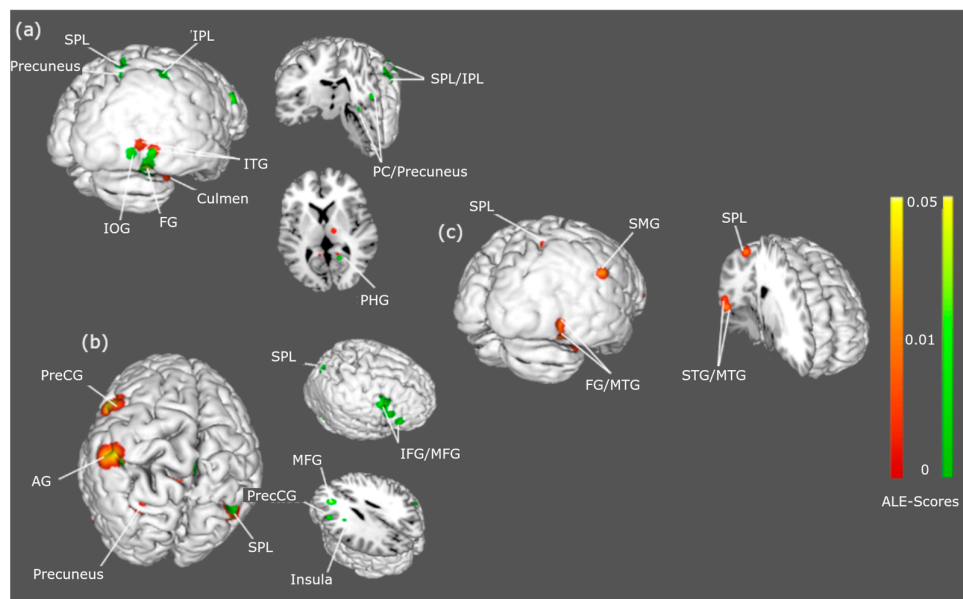 (a)
SPL
'IPL
Precuneus
SPL/IPL
ITG
PC/Precuneus
Culmen
IOG
FG
PHG
(b)
PreCG
SPL
IFG/MFG
AG
MFG
PrecCG
SPL
Precuneus
Insula
(c)
SPL
SMG
SPL
FG/MTG
STG/MTG
0.05
0.01
0
ALE-Scores